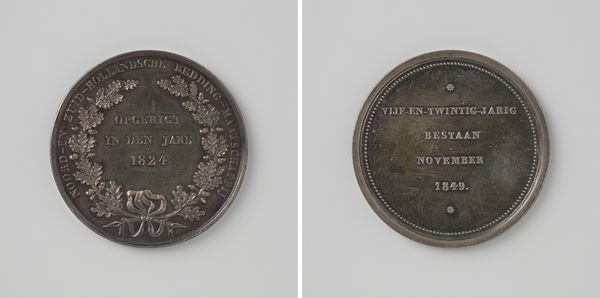 NOORD-EN ZUID-HOLLANDSCHE REDDING-MAATSCHAPPIJ
OPGERIGT
IN DEN JARE
1824
VIJF-EN-TWINTIG-JARIG
BESTAAN
NOVEMBER
1849.